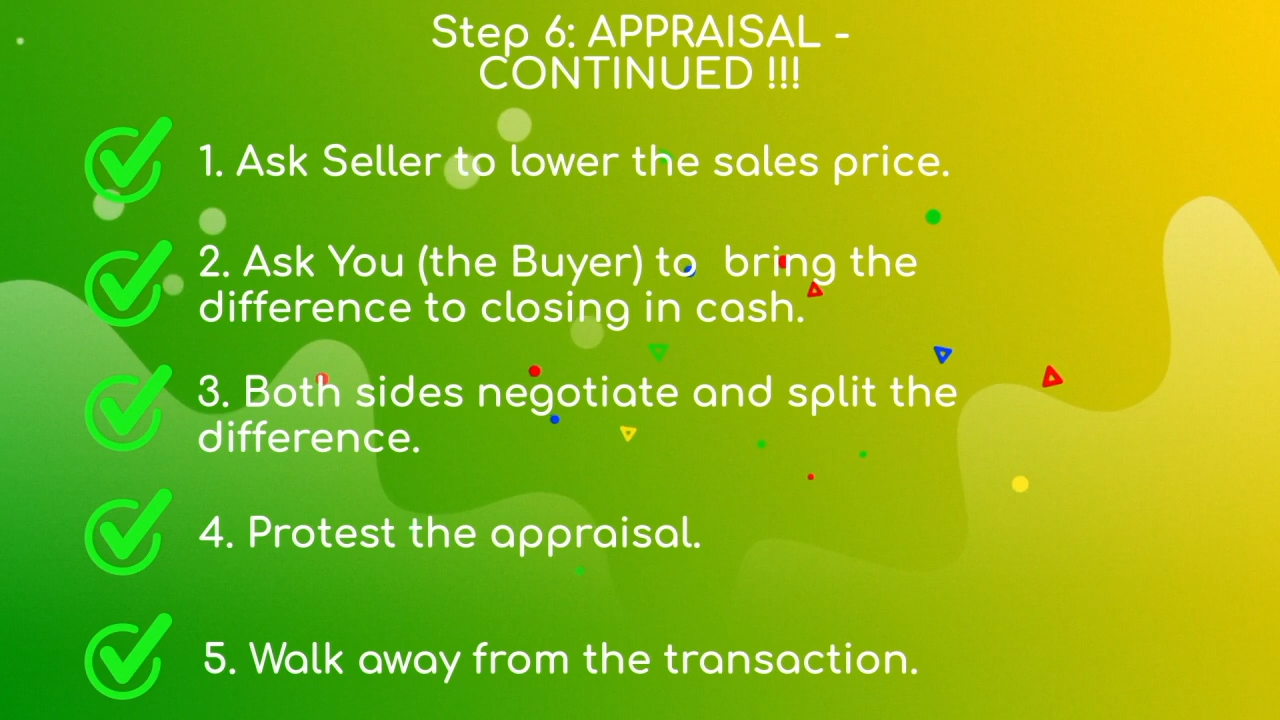 Step 6: APPRAISAL -
CONTINUED !!!
1. Ask Seller to lower the sales price.
2. Ask You (the Buyer) to  bring the
difference to closing in cash.
3. Both sides negotiate and split the
difference.
4. Protest the appraisal.
5. Walk away from the transaction.